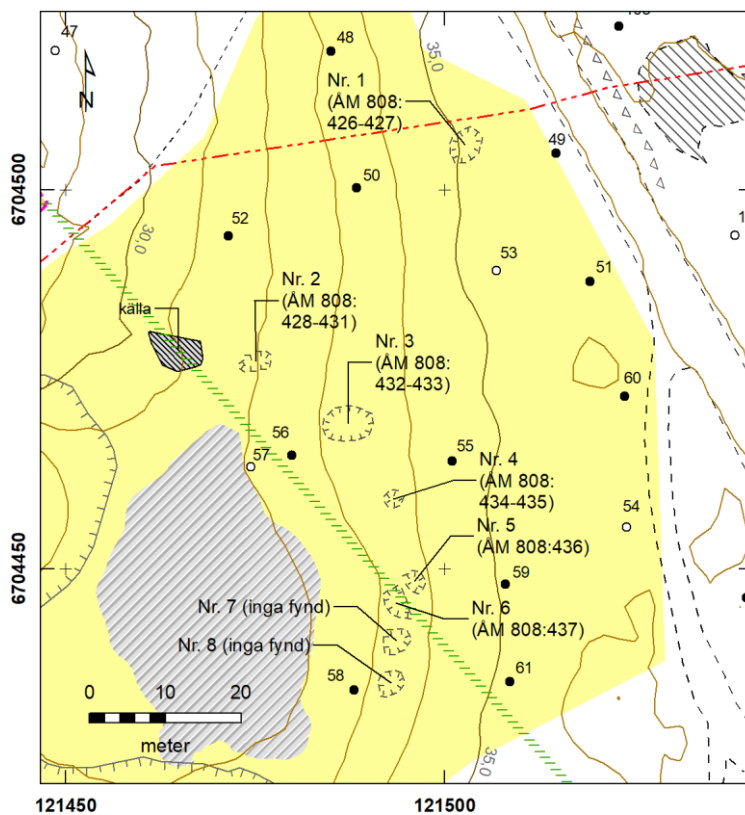 47
48
N
35,0
Nr. 1
(ÅM 808:
426-427)
49
6704500
50
52
53
51
30,0
källa
Nr. 2
(ÅM 808:
428-431)
Nr. 3
(ÅM 808:
432-433)
60
56
57
55
Nr. 4
(ÅM 808:
434-435)
54
6704450
Nr. 5
(ÅM 808:436)
59
Nr. 6
(ÅM 808:437)
Nr. 7 (inga fynd)
Nr. 8 (inga fynd)
58
61
0 10 20
meter
35,0
121450
121500